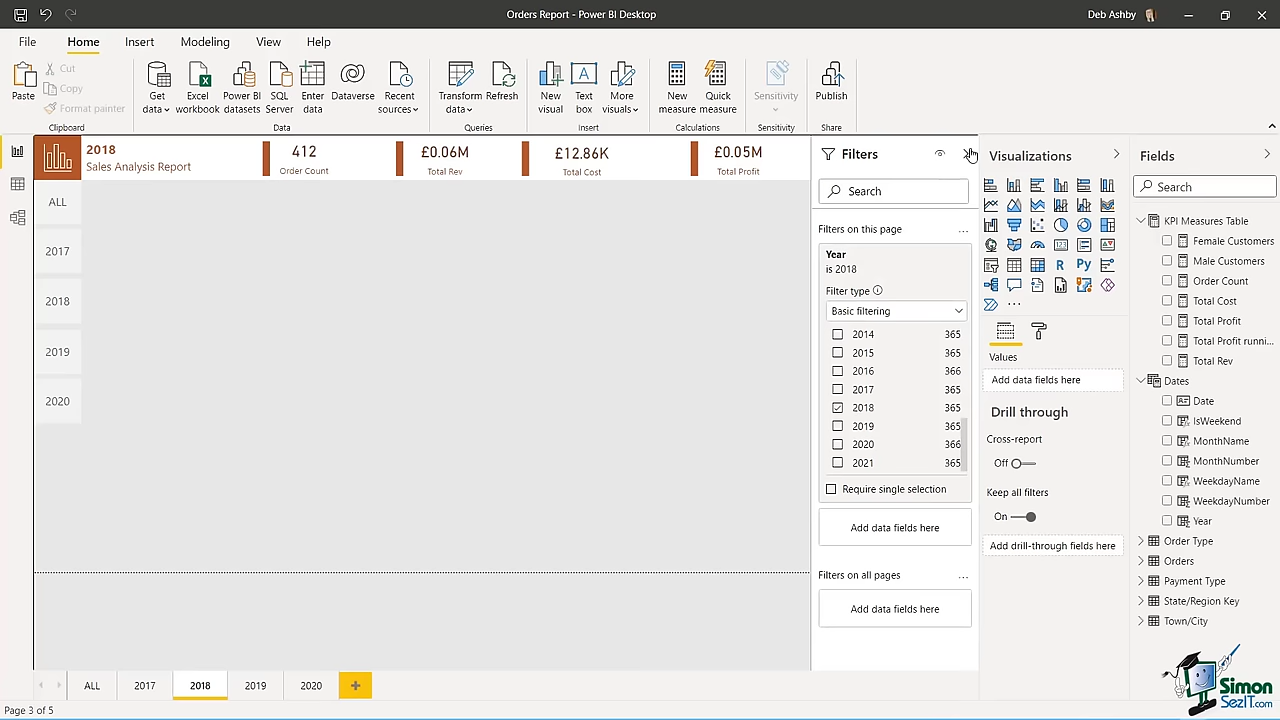 Orders Report - Power BI Desktop
Deb Ashby
File
Home
Insert
Modeling
View
Help
Paste
Cut
Copy
Format painter
Clipboard
Get data
Excel workbook
Power BI datasets
SQL Server
Enter data
Dataverse
Recent sources
Data
Transform data
Refresh
Queries
New visual
Text box
More visuals
Insert
New measure
Quick measure
Calculations
Sensitivity
Sensitivity
Publish
Share
2018
Sales Analysis Report
412
Order Count
£0.06M
Total Rev
£12.86K
Total Cost
£0.05M
Total Profit
ALL
2017
2018
2019
2020
Filters
Search
Filters on this page
...
Year
is 2018
Filter type
Basic filtering
2014 365
2015 365
2016 366
2017 365
2018 365
2019 365
2020 366
2021 365
Require single selection
Add data fields here
Filters on all pages
...
Add data fields here
Visualizations
R
Py
...
Values
Add data fields here
Drill through
Cross-report
Off
Keep all filters
On
Add drill-through fields here
Fields
Search
KPI Measures Table
Female Customers
Male Customers
Order Count
Total Cost
Total Profit
Total Profit runni...
Total Rev
Dates
Date
IsWeekend
MonthName
MonthNumber
WeekdayName
WeekdayNumber
Year
Order Type
Orders
Payment Type
State/Region Key
Town/City
ALL
2017
2018
2019
2020
+
Page 3 of 5
Simon
SezIT.com